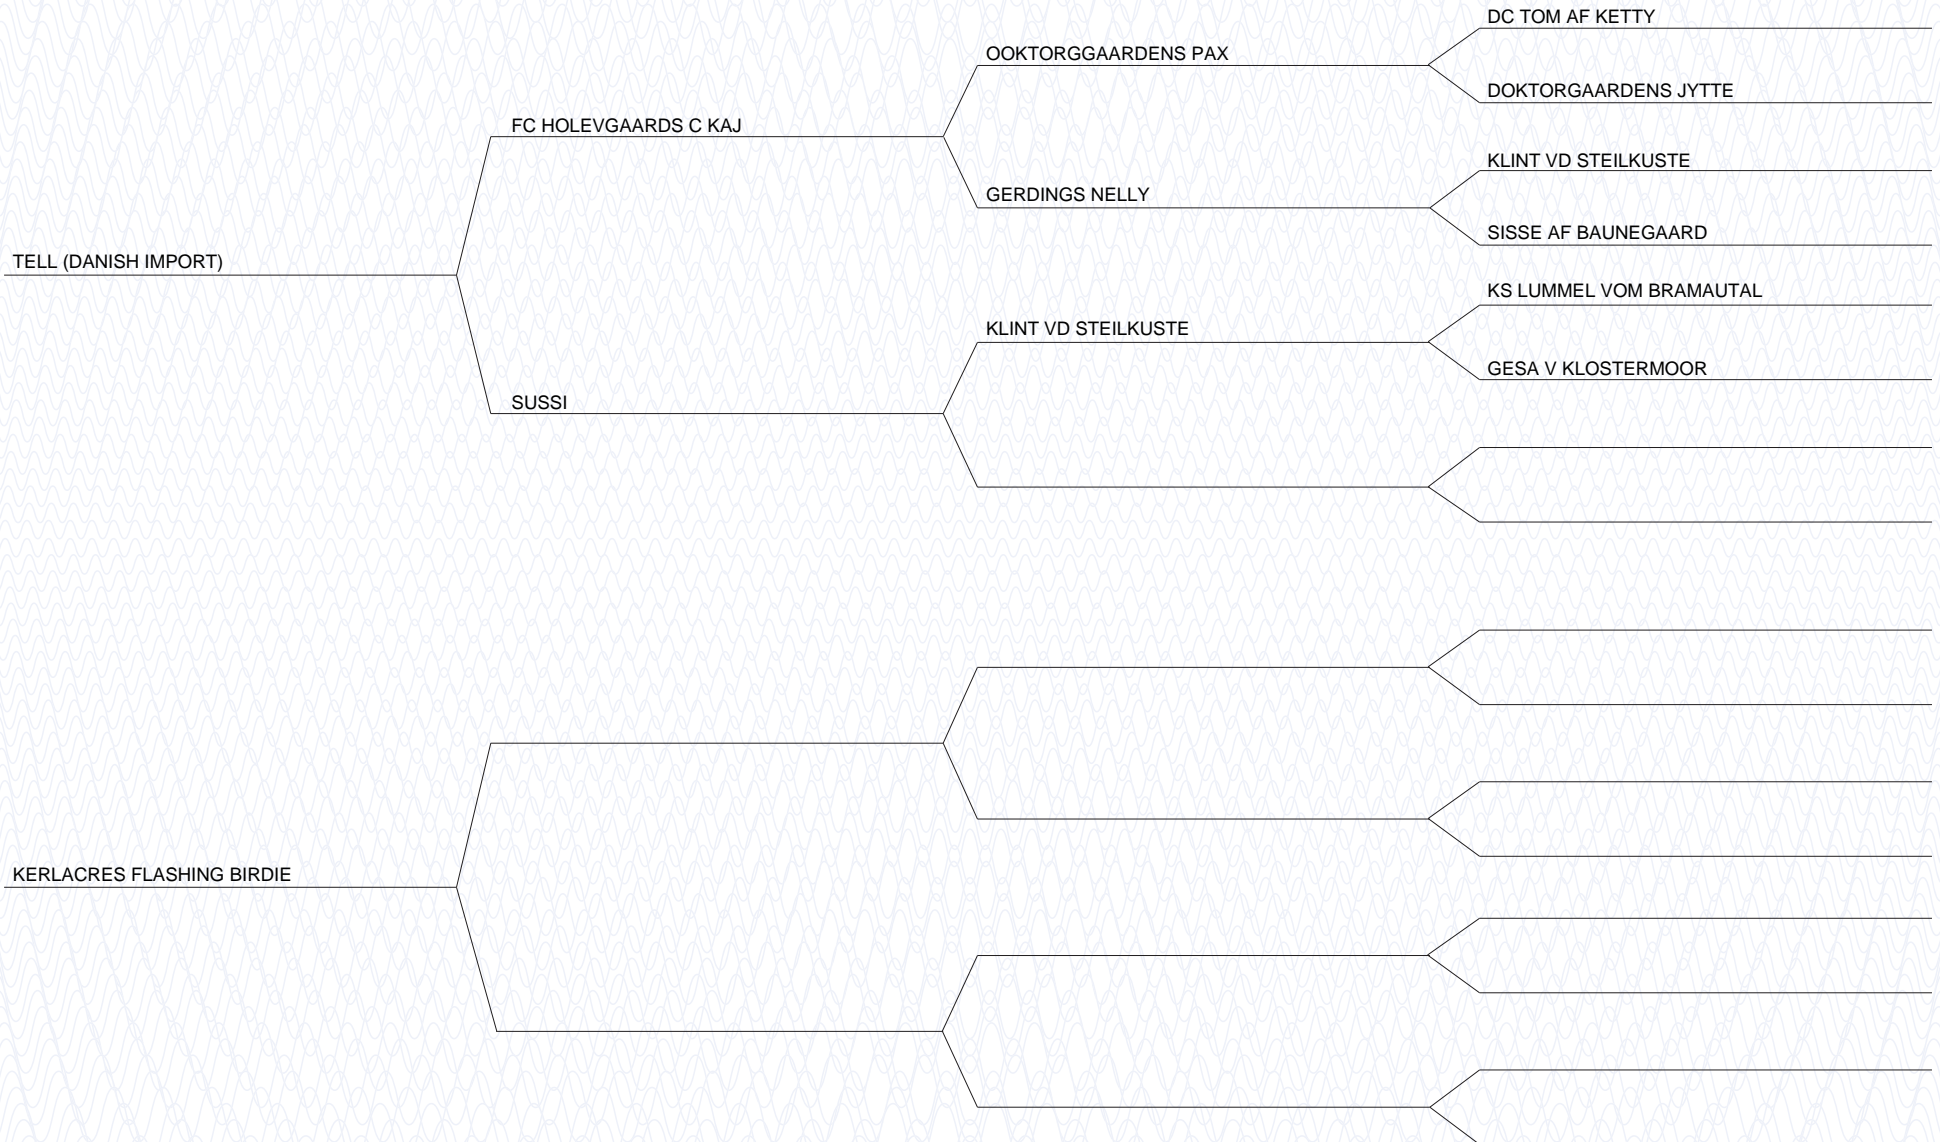 DC TOM AF KETTY
OOKTORGGAARDENS PAX
DOKTORGAARDENS JYTTE
FC HOLEVGAARDS C KAJ
KLINT VD STEILKUSTE
GERDINGS NELLY
SISSE AF BAUNEGAARD
TELL (DANISH IMPORT)
KS LUMMEL VOM BRAMAUTAL
KLINT VD STEILKUSTE
GESA V KLOSTERMOOR
SUSSI
KERLACRES FLASHING BIRDIE